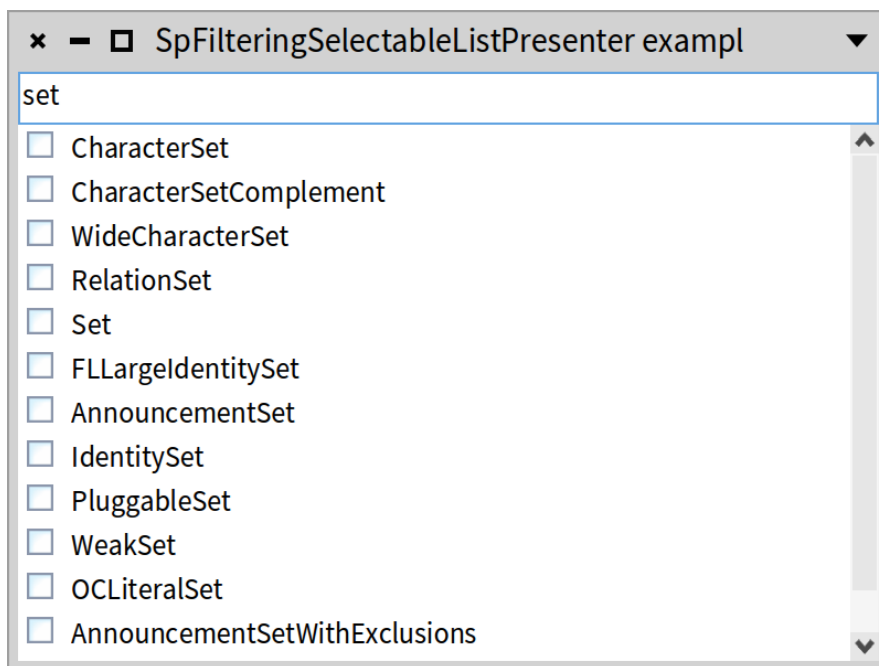 SpFilteringSelectableListPresenter exampl
set
CharacterSet
CharacterSetComplement
WideCharacterSet
RelationSet
Set
FLLargeIdentitySet
AnnouncementSet
IdentitySet
PluggableSet
WeakSet
OCLiteralSet
AnnouncementSetWithExclusions